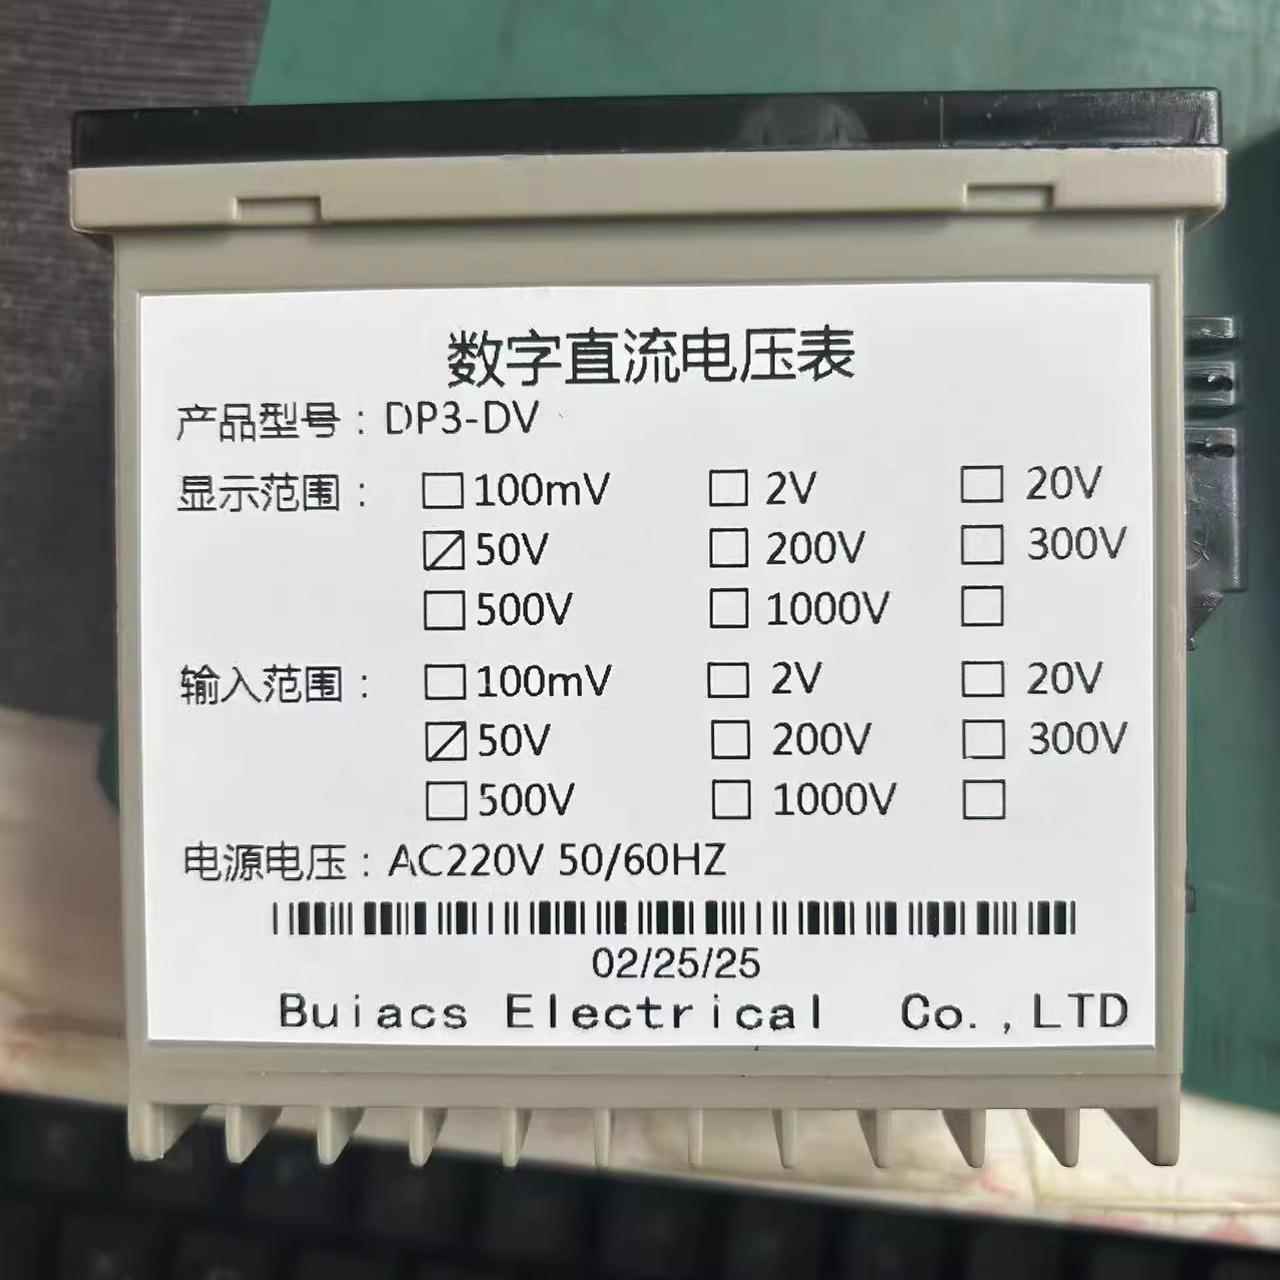 数字直流电压表
产品型号：DP3-DV
显示范围： □100mV □ 2V □ 20V
☑50V □ 200V □ 300V
□500V □ 1000V □
输入范围： □100mV □ 2V □ 20V
☑50V □ 200V □ 300V
□500V □ 1000V □
电源电压：AC220V 50/60HZ
02/25/25
Buiacs Electrical Co.,LTD